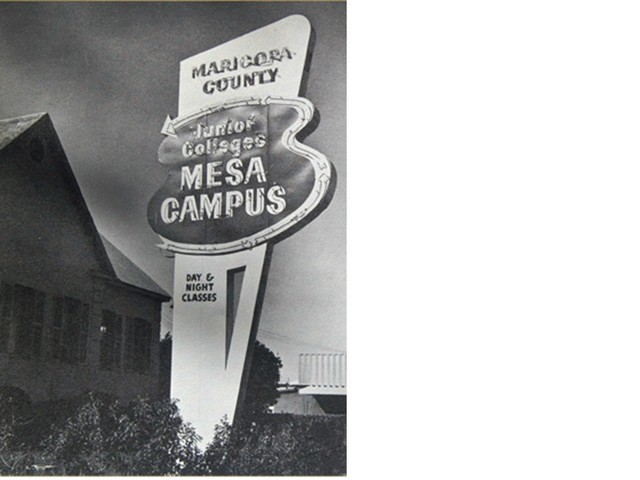 MARICOPA
COUNTY
Junior
Colleges
MESA
CAMPUS
DAY &
NIGHT
CLASSES